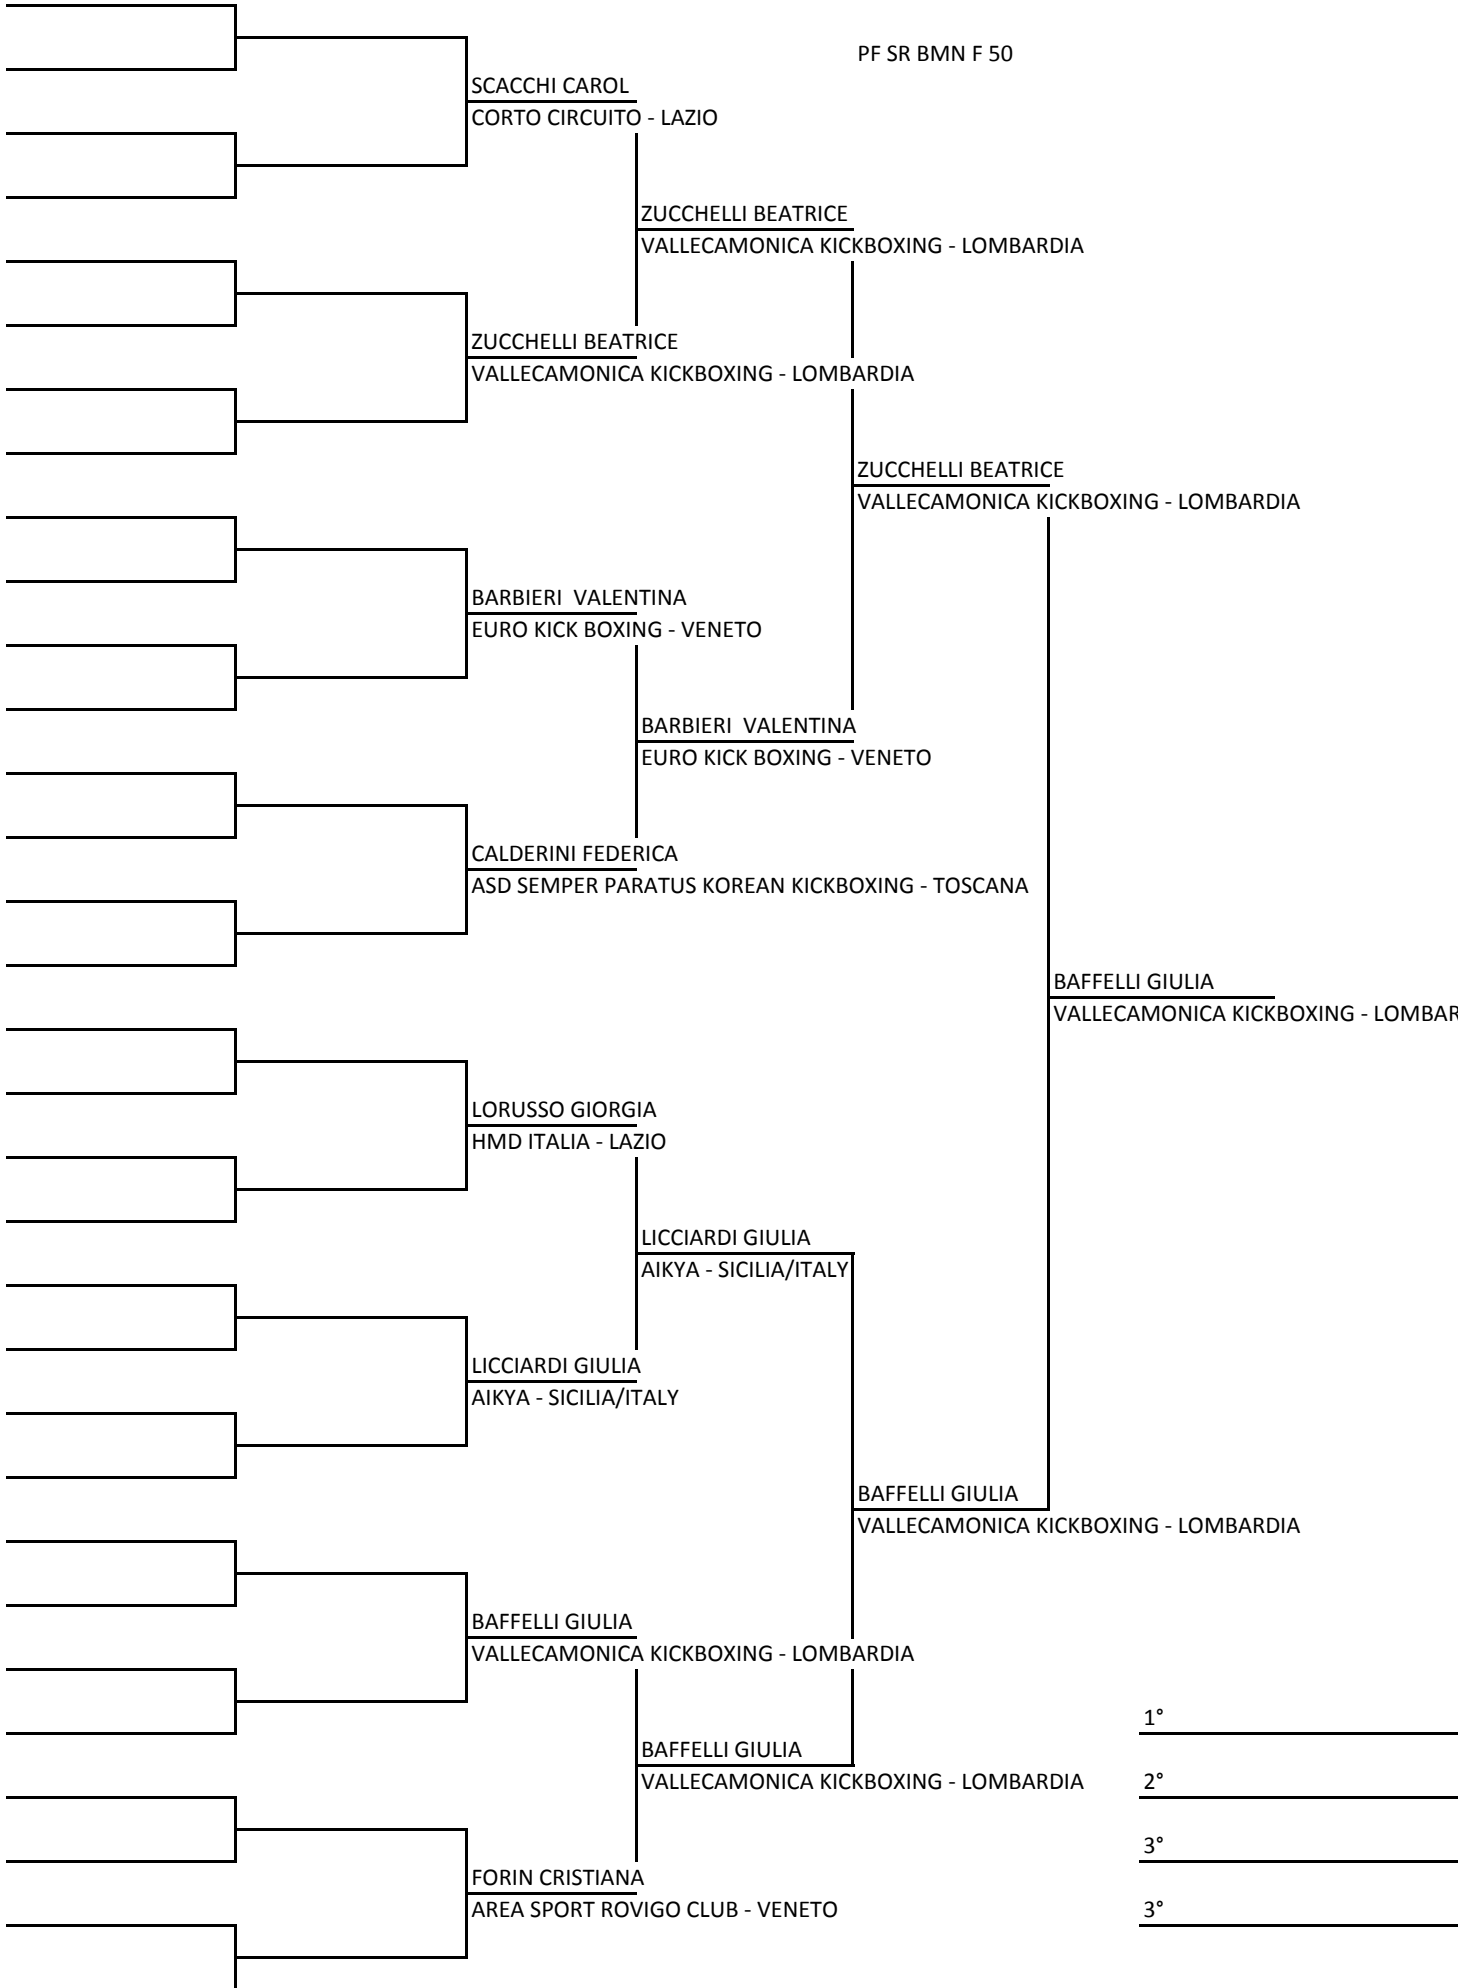 PF SR BMN F 50
SCACCHI CAROL
CORTO CIRCUITO - LAZIO
ZUCCHELLI BEATRICE
VALLECAMONICA KICKBOXING - LOMBARDIA
ZUCCHELLI BEATRICE
VALLECAMONICA KICKBOXING - LOMBARDIA
ZUCCHELLI BEATRICE
VALLECAMONICA KICKBOXING - LOMBARDIA
BARBIERI  VALENTINA
EURO KICK BOXING - VENETO
BARBIERI  VALENTINA
EURO KICK BOXING - VENETO
CALDERINI FEDERICA
ASD SEMPER PARATUS KOREAN KICKBOXING - TOSCANA
BAFFELLI GIULIA
VALLECAMONICA KICKBOXING - LOMBAR
LORUSSO GIORGIA
HMD ITALIA - LAZIO
LICCIARDI GIULIA
AIKYA - SICILIA/ITALY
LICCIARDI GIULIA
AIKYA - SICILIA/ITALY
BAFFELLI GIULIA
VALLECAMONICA KICKBOXING - LOMBARDIA
BAFFELLI GIULIA
VALLECAMONICA KICKBOXING - LOMBARDIA
1°
BAFFELLI GIULIA
VALLECAMONICA KICKBOXING - LOMBARDIA
2°
3°
FORIN CRISTIANA
AREA SPORT ROVIGO CLUB - VENETO
3°